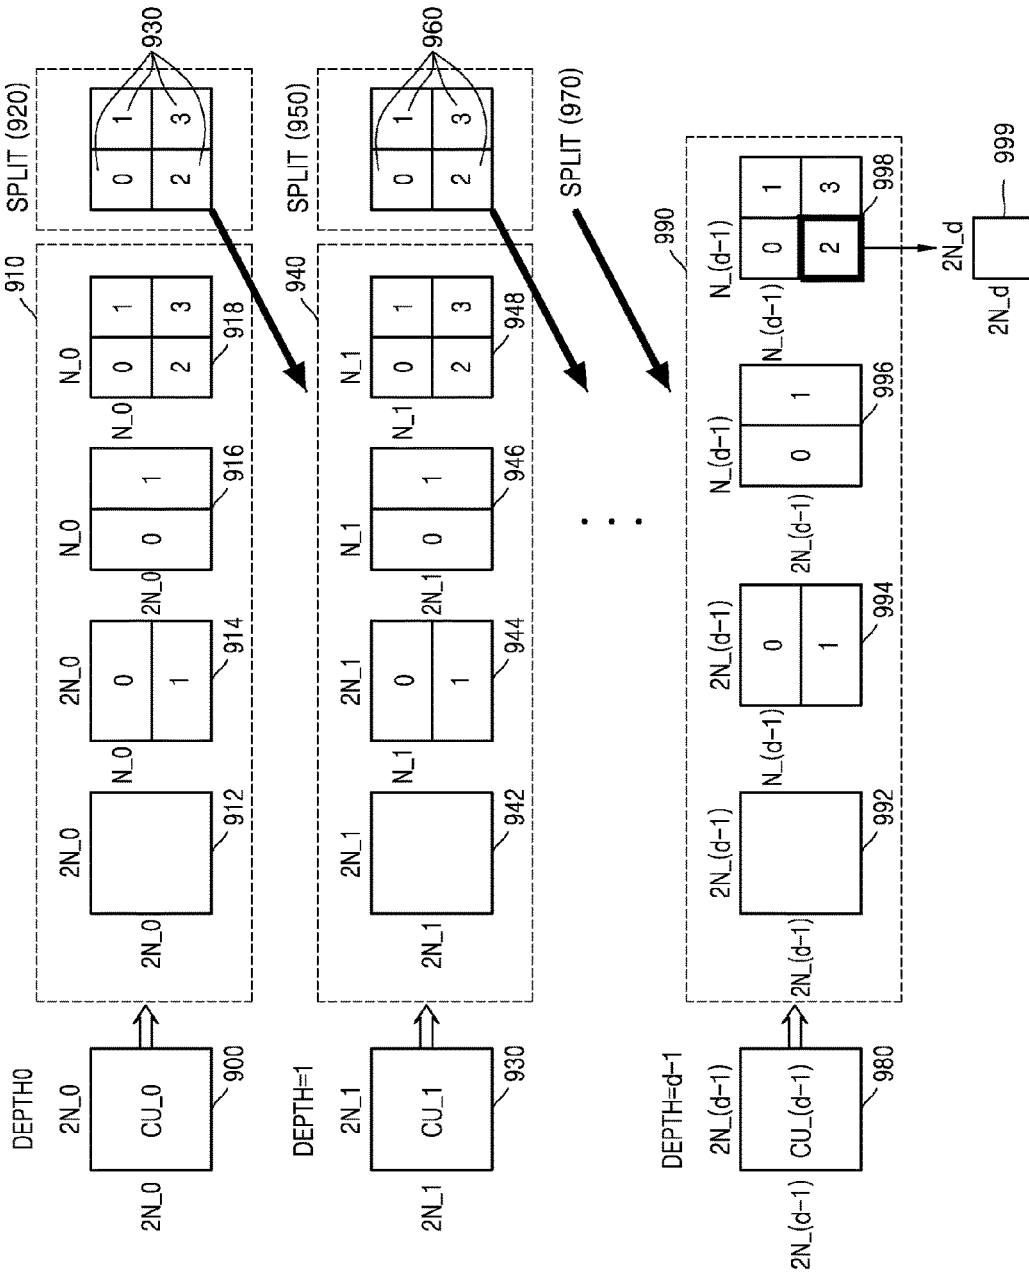 DEPTH0
2N_0
2N_0
CU_0
900
910
2N_0
2N_0
912
2N_0
N_0
0
1
914
N_0
2N_0
0
1
916
N_0
N_0
0
1
2
3
918
SPLIT (920)
0
1
2
3
930
DEPTH=1
2N_1
2N_1
CU_1
930
940
2N_1
2N_1
942
2N_1
N_1
0
1
944
N_1
2N_1
0
1
946
N_1
N_1
0
1
2
3
948
SPLIT (950)
0
1
2
3
960
SPLIT (970)
DEPTH=d-1
2N_(d-1)
2N_(d-1)
CU_(d-1)
980
990
2N_(d-1)
2N_(d-1)
992
2N_(d-1)
N_(d-1)
0
1
994
N_(d-1)
2N_(d-1)
0
1
996
N_(d-1)
N_(d-1)
0
1
2
3
998
2N_d
2N_d
999